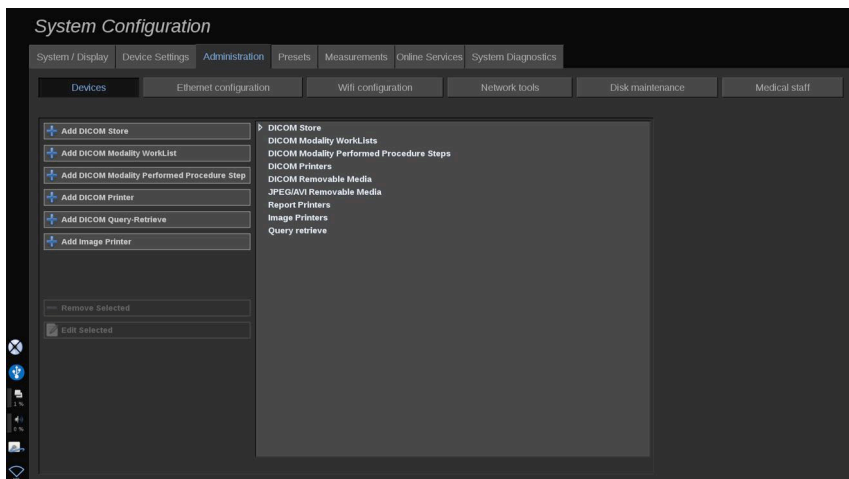 System Configuration
System / Display Device Settings Administration Presets Measurements Online Services System Diagnostics
Devices Ethernet configuration Wifi configuration Network tools Disk maintenance Medical staff
Add DICOM Store
Add DICOM Modality WorkList
Add DICOM Modality Performed Procedure Step
Add DICOM Printer
Add DICOM Query-Retrieve
Add Image Printer
Remove Selected
Edit Selected
DICOM Store
DICOM Modality WorkLists
DICOM Modality Performed Procedure Steps
DICOM Printers
DICOM Removable Media
JPEG/AVI Removable Media
Report Printers
Image Printers
Query retrieve
1 %
0 %